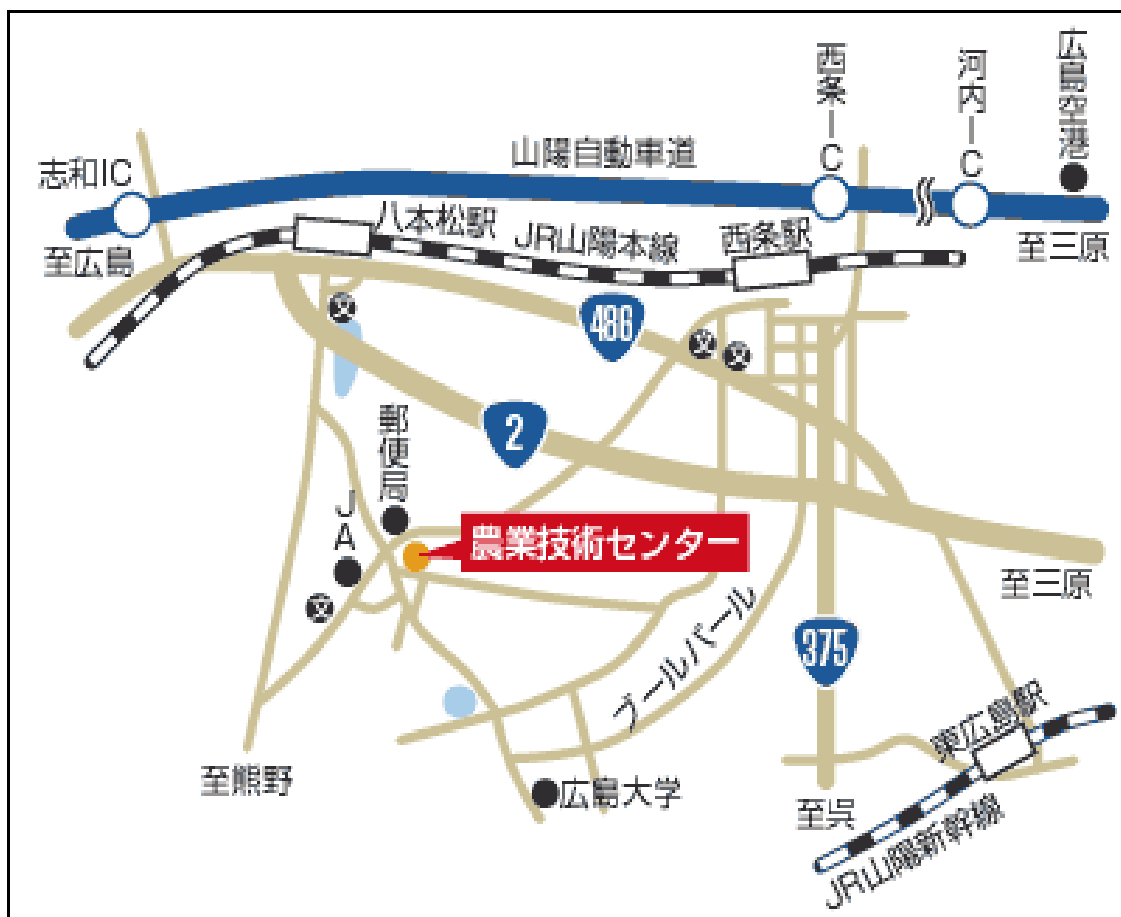 広島空港
西条IC
河内IC
山陽自動車道
志和IC
八本松駅
JR山陽本線
西条駅
至広島
至三原
486
2
郵便局
JA
農業技術センター
至三原
ブールバール
375
東広島駅
至熊野
広島大学
至呉
JR山陽新幹線
文
文
文
文